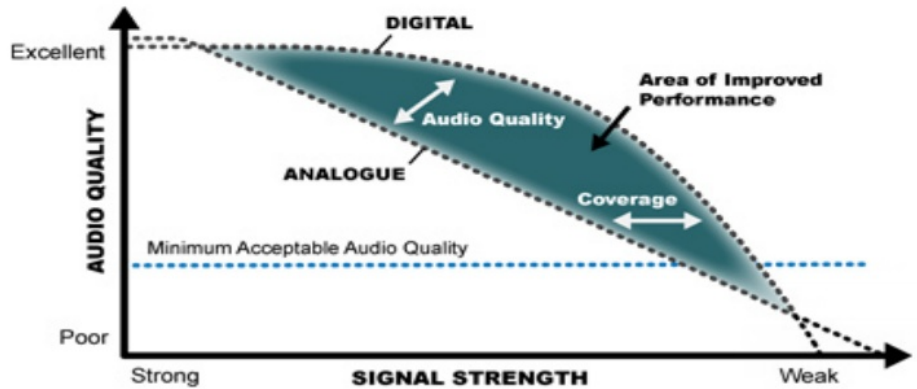 DIGITAL
Excellent
Area of Improved
Performance
Audio Quality
AUDIO QUALITY
ANALOGUE
Coverage
Minimum Acceptable Audio Quality
Poor
Strong
SIGNAL STRENGTH
Weak